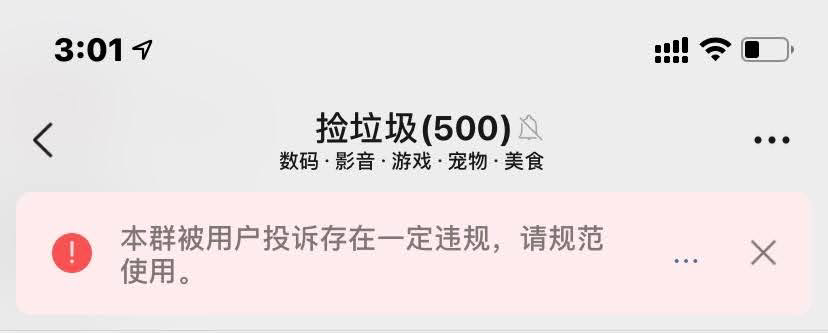 3:01
捡垃圾(500)
数码 · 影音 · 游戏 · 宠物 · 美食
本群被用户投诉存在一定违规，请规范
使用。